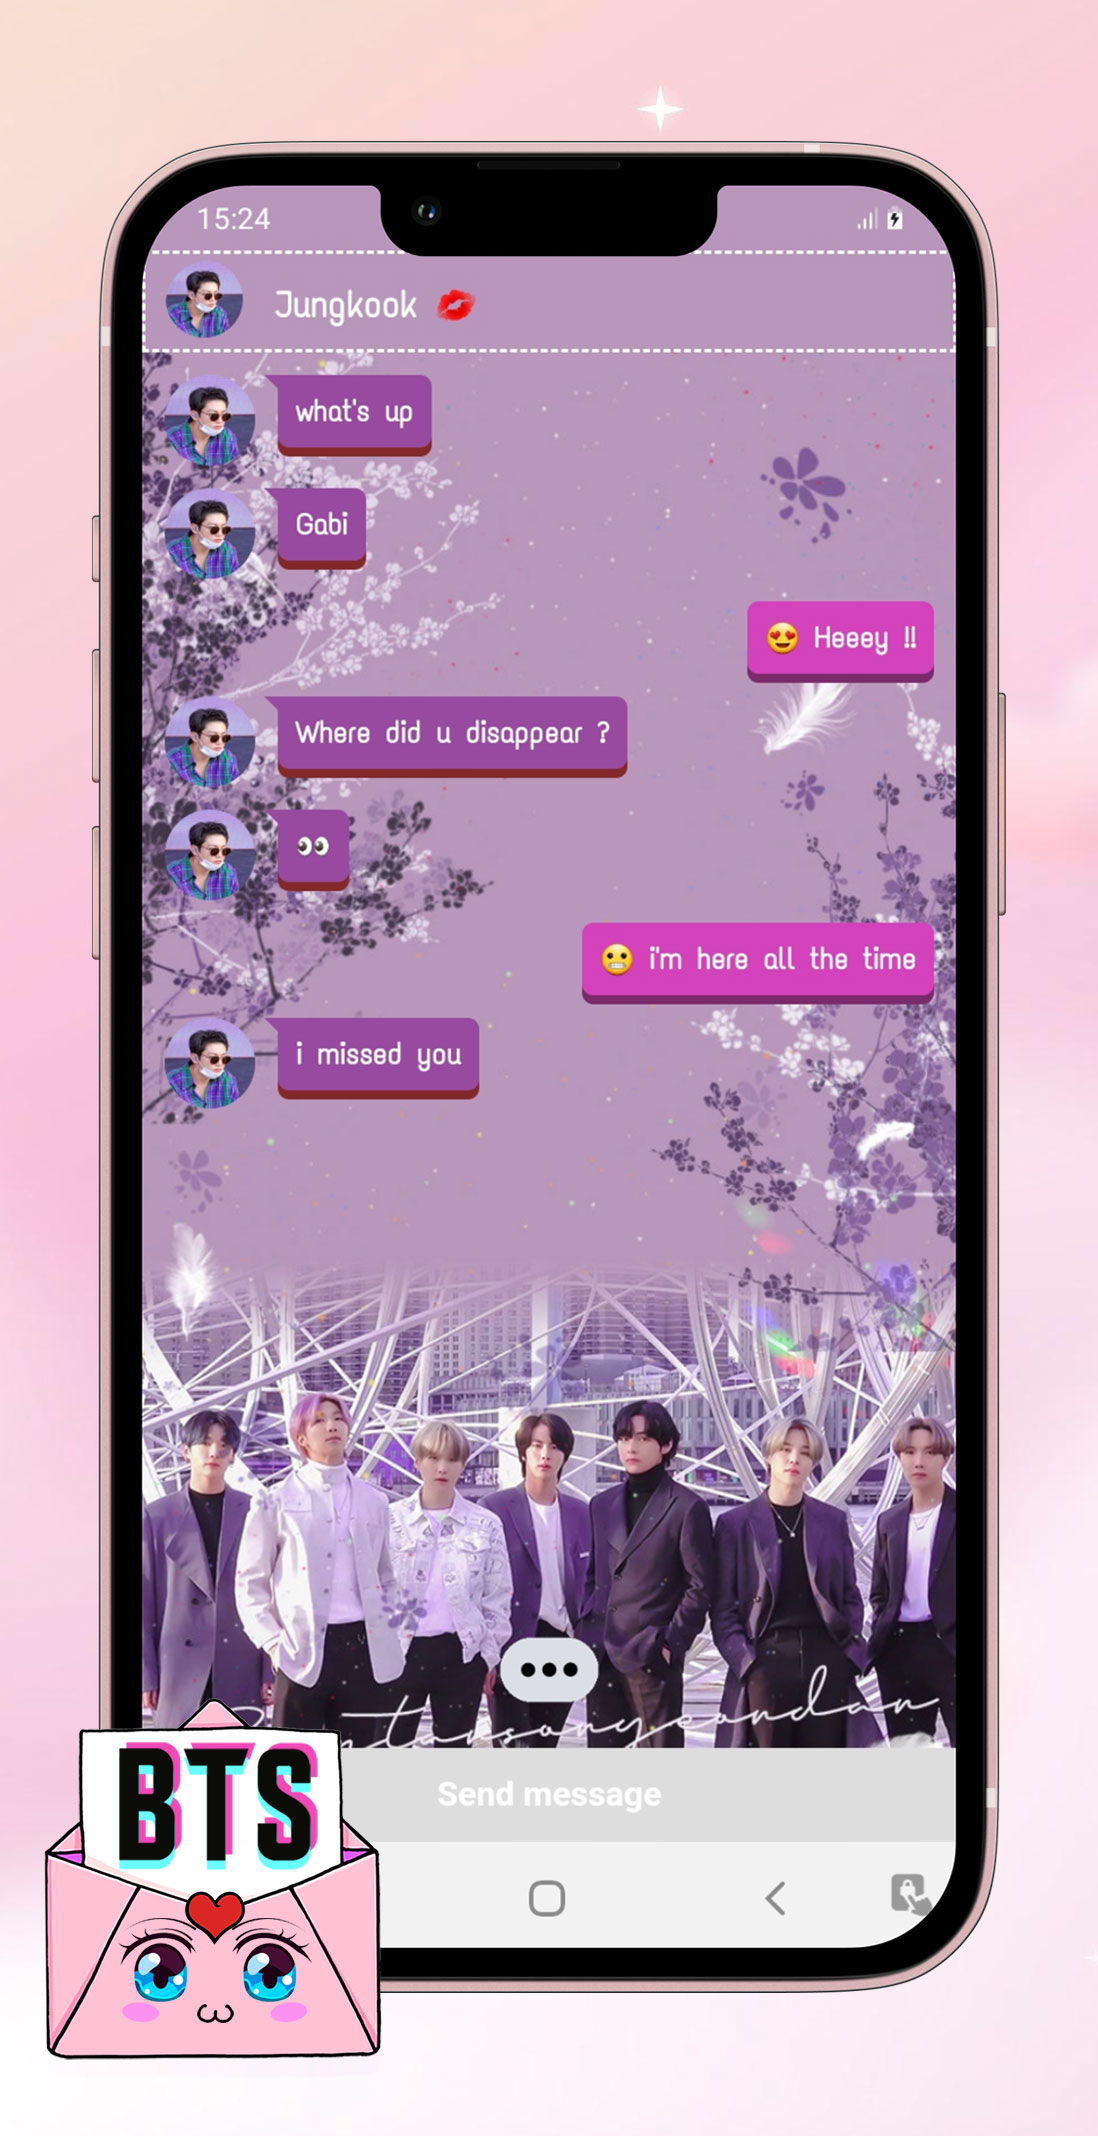 15:24
Jungkook 💋
what's up
Gabi
😍 Heeey !!
Where did u disappear ?
👀
😬 i'm here all the time
i missed you
Send message
BTS